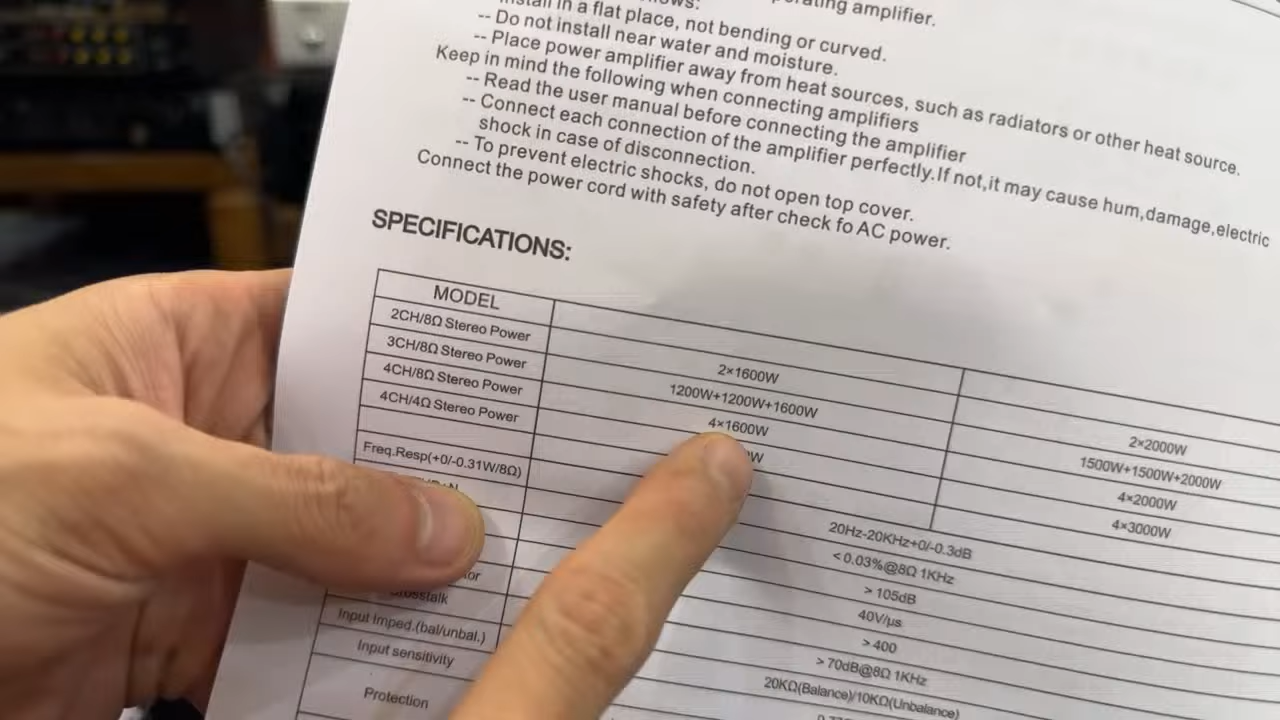 operating amplifier.
Install in a flat place, not bending or curved.
-- Do not install near water and moisture.
-- Place power amplifier away from heat sources, such as radiators or other heat source.
Keep in mind the following when connecting amplifiers
-- Read the user manual before connecting the amplifier
-- Connect each connection of the amplifier perfectly.If not,it may cause hum,damage,electric
shock in case of disconnection.
-- To prevent electric shocks, do not open top cover.
Connect the power cord with safety after check fo AC power.
SPECIFICATIONS:
MODEL
2CH/8Ω Stereo Power 2×1600W 2×2000W
3CH/8Ω Stereo Power 1200W+1200W+1600W 1500W+1500W+2000W
4CH/8Ω Stereo Power 4×1600W 4×2000W
4CH/4Ω Stereo Power 4×3000W
Freq.Resp(+0/-0.31W/8Ω) 20Hz-20KHz+0/-0.3dB
<0.03%@8Ω 1KHz
>105dB
40V/µs
>400
Crosstalk >70dB@8Ω 1KHz
Input Imped.(bal/unbal.) 20KΩ(Balance)/10KΩ(Unbalance)
Input sensitivity
Protection